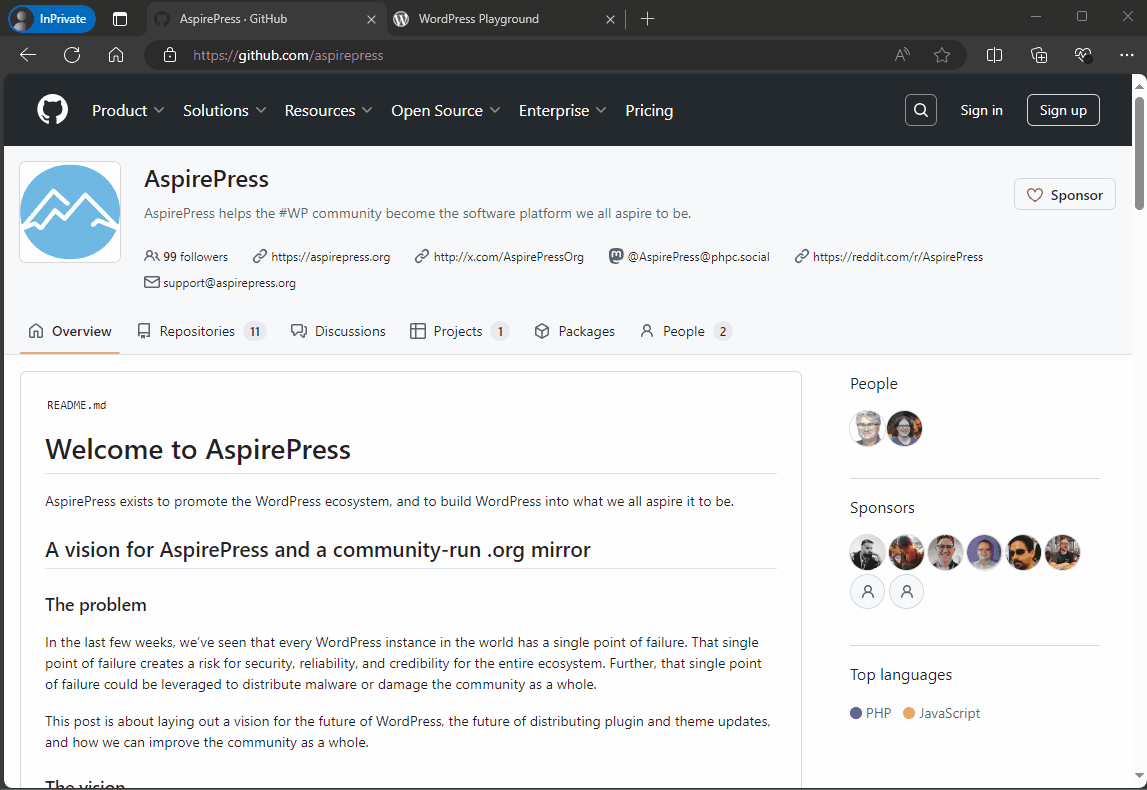 InPrivate
AspirePress · GitHub
WordPress Playground
https://github.com/aspirepress
Product
Solutions
Resources
Open Source
Enterprise
Pricing
Sign in
Sign up
AspirePress
Sponsor
AspirePress helps the #WP community become the software platform we all aspire to be.
99 followers
https://aspirepress.org
http://x.com/AspirePressOrg
@AspirePress@phpc.social
https://reddit.com/r/AspirePress
support@aspirepress.org
Overview
Repositories 11
Discussions
Projects 1
Packages
People 2
README.md
Welcome to AspirePress
AspirePress exists to promote the WordPress ecosystem, and to build WordPress into what we all aspire it to be.
A vision for AspirePress and a community-run .org mirror
The problem
In the last few weeks, we've seen that every WordPress instance in the world has a single point of failure. That single
point of failure creates a risk for security, reliability, and credibility for the entire ecosystem. Further, that single point
of failure could be leveraged to distribute malware or damage the community as a whole.
This post is about laying out a vision for the future of WordPress, the future of distributing plugin and theme updates,
and how we can improve the community as a whole.
The vision
People
Sponsors
Top languages
PHP
JavaScript